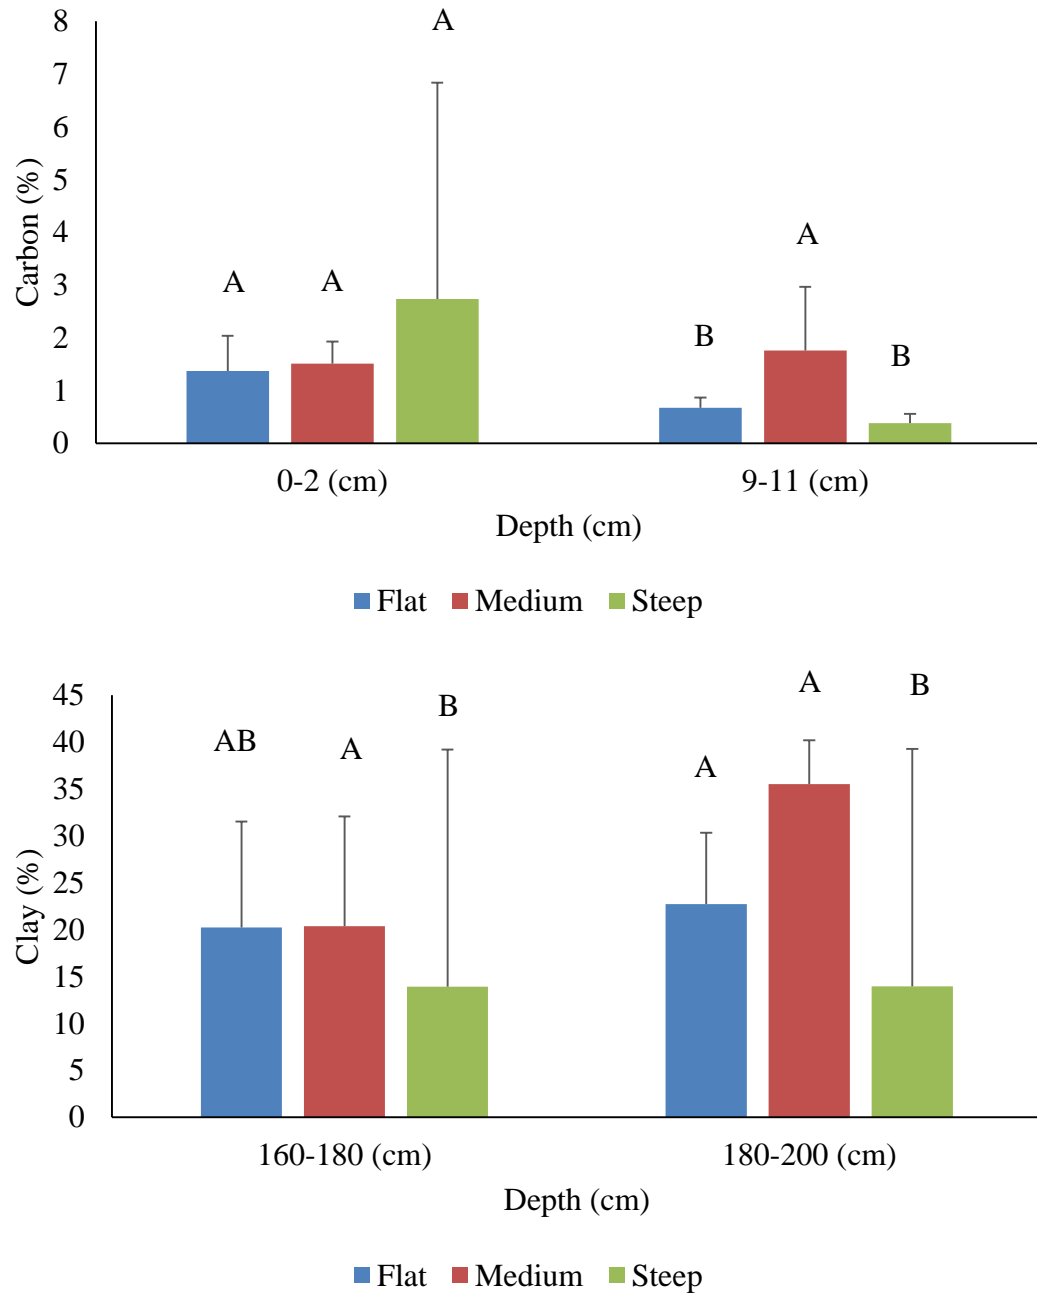 8
7
6
5
4
3
2
1
0
Carbon (%)
A
A
A
B
A
B
0-2 (cm)
9-11 (cm)
Depth (cm)
Flat Medium Steep
45
40
35
30
25
20
15
10
5
0
Clay (%)
AB
A
B
A
A
B
160-180 (cm)
180-200 (cm)
Depth (cm)
Flat Medium Steep